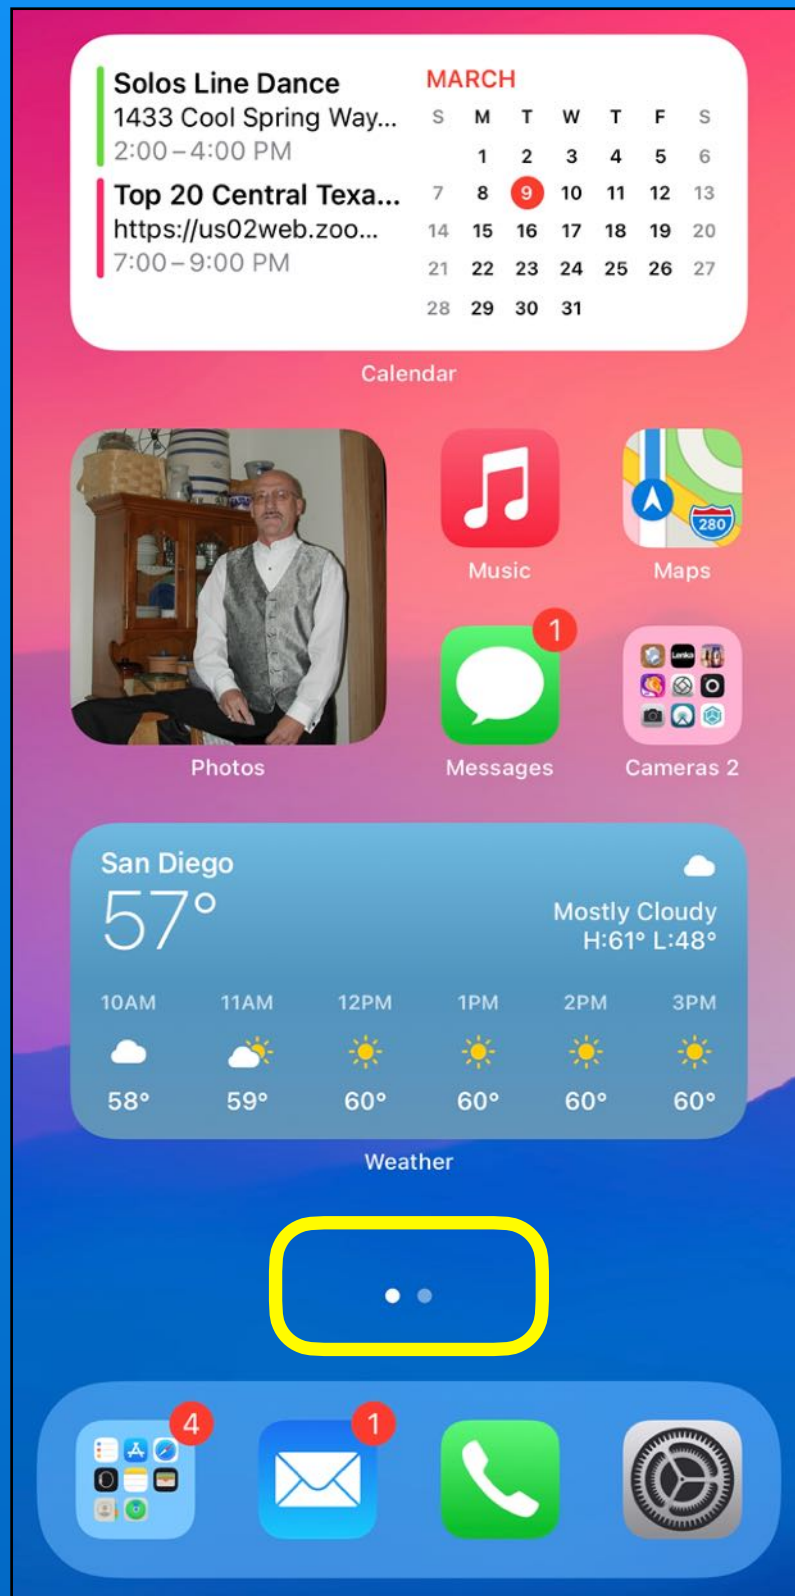 Solos Line Dance
1433 Cool Spring Way...
2:00 – 4:00 PM
Top 20 Central Texa...
https://us02web.zoo...
7:00 – 9:00 PM
MARCH
S M T W T F S
1 2 3 4 5 6
7 8 9 10 11 12 13
14 15 16 17 18 19 20
21 22 23 24 25 26 27
28 29 30 31
Calendar
280
Music
Maps
1
Lenka
Photos
Messages
Cameras 2
San Diego
57°
Mostly Cloudy
H:61° L:48°
10AM 11AM 12PM 1PM 2PM 3PM
58° 59° 60° 60° 60° 60°
Weather
4
1